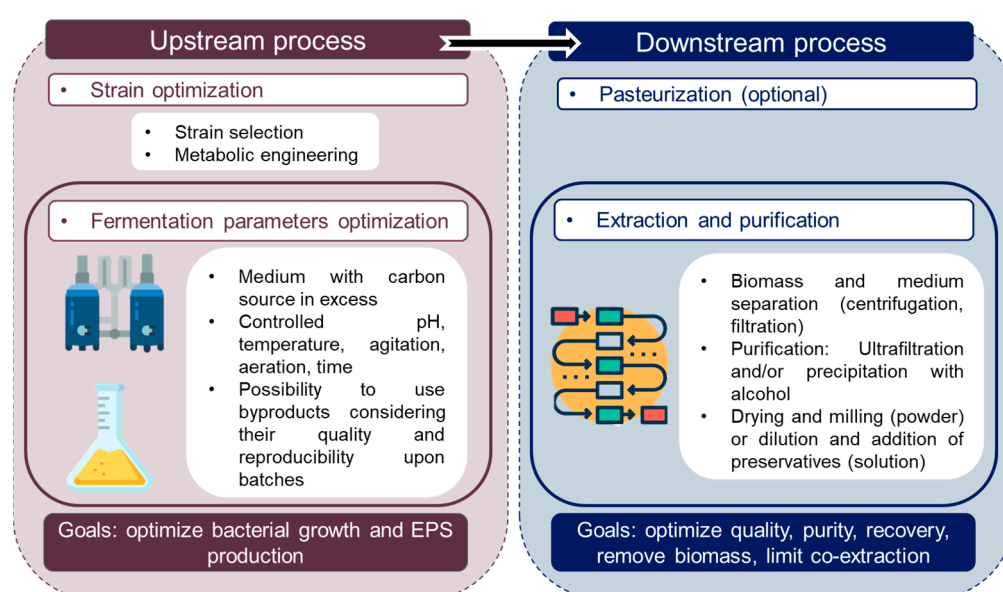 Upstream process
• Strain optimization
• Strain selection
• Metabolic engineering
• Fermentation parameters optimization
• Medium with carbon
source in excess
• Controlled pH,
temperature, agitation,
aeration, time
• Possibility to use
byproducts considering
their quality and
reproducibility upon
batches
Goals: optimize bacterial growth and EPS
production
Downstream process
• Pasteurization (optional)
• Extraction and purification
• Biomass and medium
separation (centrifugation,
filtration)
• Purification: Ultrafiltration
and/or precipitation with
alcohol
• Drying and milling (powder)
or dilution and addition of
preservatives (solution)
Goals: optimize quality, purity, recovery,
remove biomass, limit co-extraction